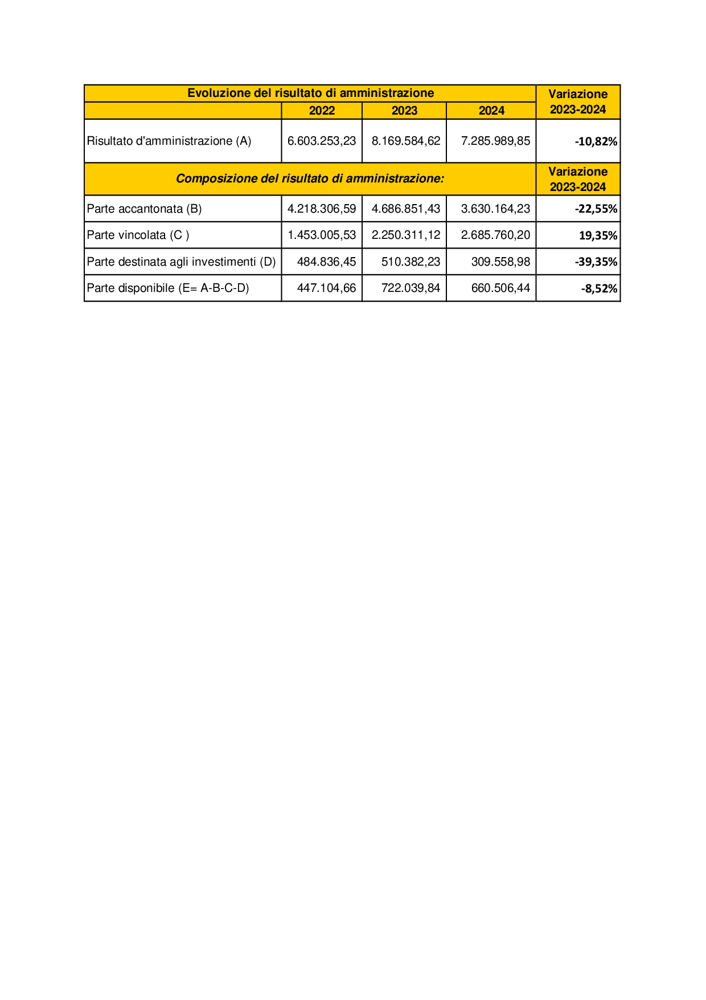 Evoluzione del risultato di amministrazione Variazione 2023-2024
2022 2023 2024
Risultato d'amministrazione (A) 6.603.253,23 8.169.584,62 7.285.989,85 -10,82%
Composizione del risultato di amministrazione: Variazione 2023-2024
Parte accantonata (B) 4.218.306,59 4.686.851,43 3.630.164,23 -22,55%
Parte vincolata (C ) 1.453.005,53 2.250.311,12 2.685.760,20 19,35%
Parte destinata agli investimenti (D) 484.836,45 510.382,23 309.558,98 -39,35%
Parte disponibile (E= A-B-C-D) 447.104,66 722.039,84 660.506,44 -8,52%